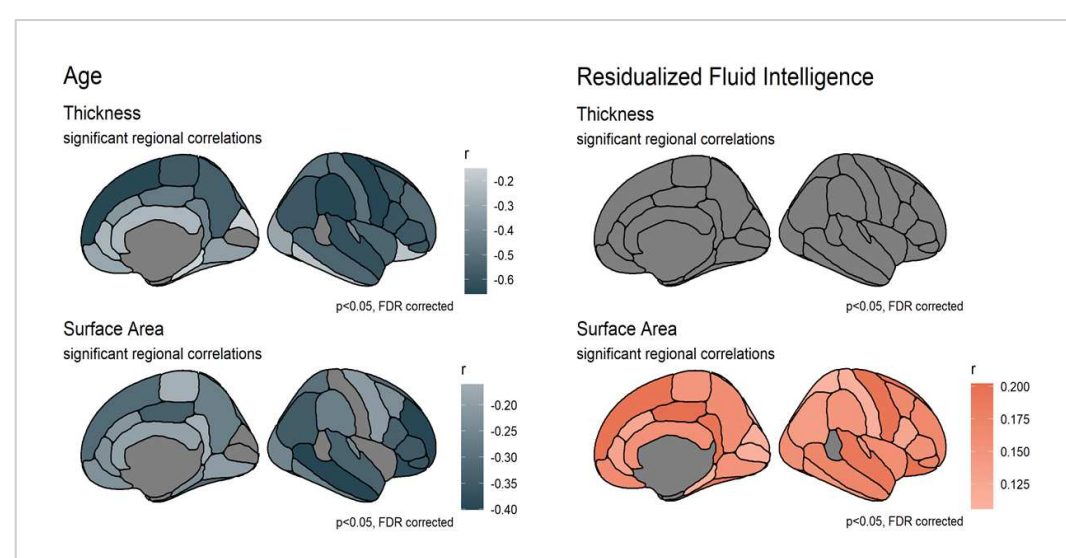 Age
Thickness
significant regional correlations
r
-0.2
-0.3
-0.4
-0.5
-0.6
p<0.05, FDR corrected
Surface Area
significant regional correlations
r
-0.20
-0.25
-0.30
-0.35
-0.40
p<0.05, FDR corrected
Residualized Fluid Intelligence
Thickness
significant regional correlations
p<0.05, FDR corrected
Surface Area
significant regional correlations
r
0.200
0.175
0.150
0.125
p<0.05, FDR corrected